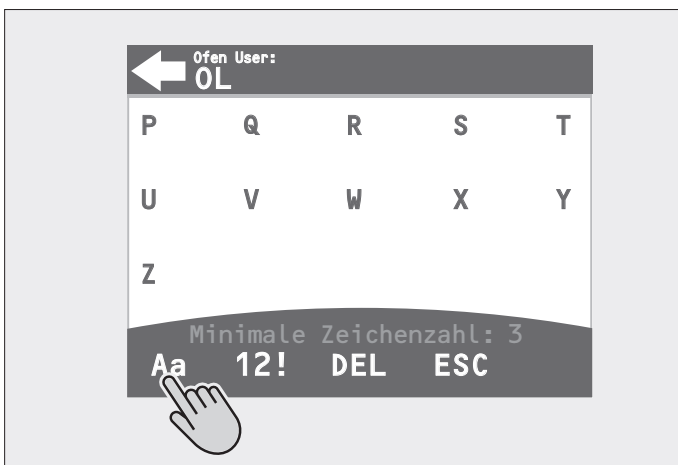 Ofen User:
OL
P Q R S T
U V W X Y
Z
Minimale Zeichenzahl: 3
Aa 12! DEL ESC